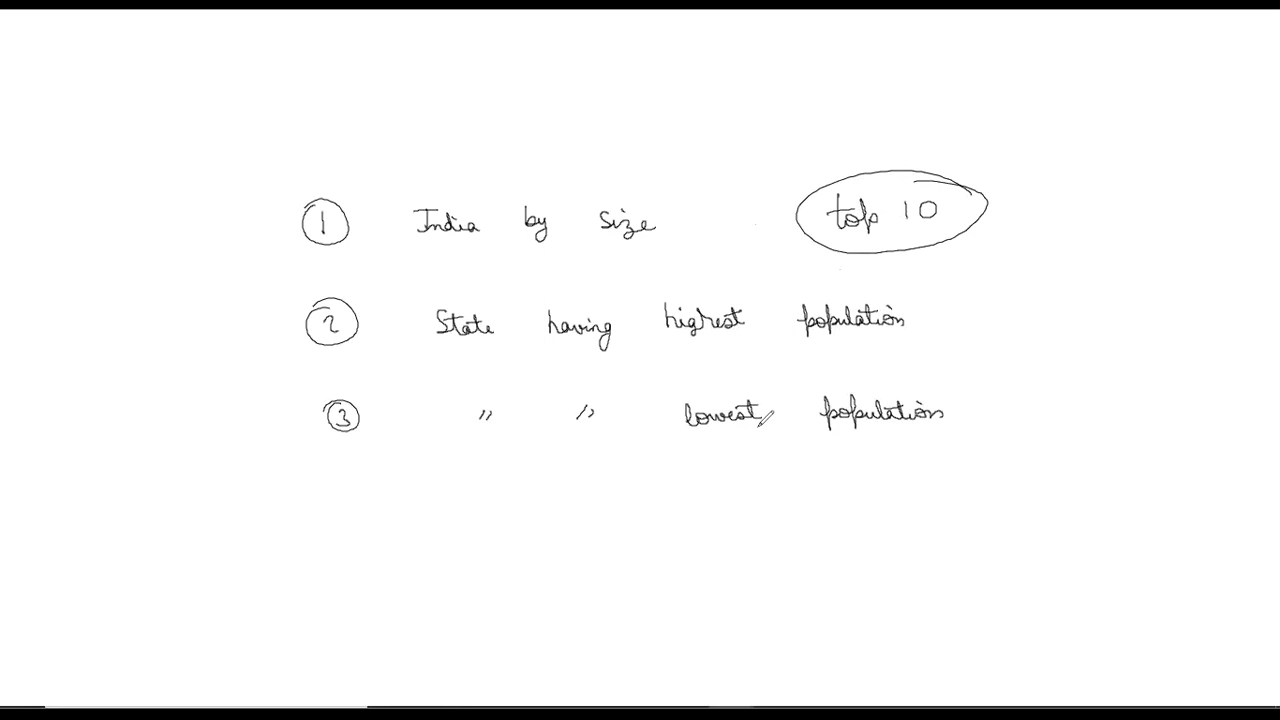 1 India by size top 10
2 State having highest population
3 " " lowest population